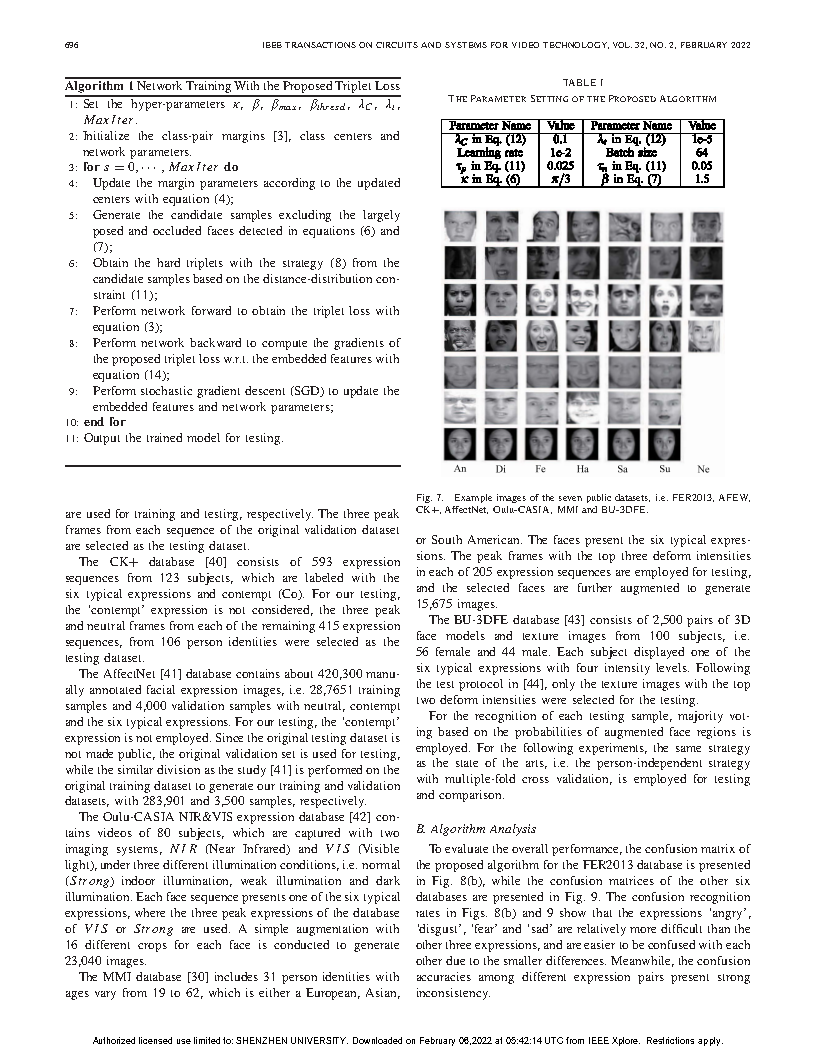 696 IEEE TRANSACTIONS ON CIRCUITS AND SYSTEMS FOR VIDEO TECHNOLOGY, VOL. 32, NO. 2, FEBRUARY 2022
Algorithm 1 Network Training With the Proposed Triplet Loss
1: Set the hyper-parameters κ, β, βmax, βthresd, λC, λt,
MaxIter.
2: Initialize the class-pair margins [3], class centers and
network parameters.
3: for s = 0, · · · , MaxIter do
4: Update the margin parameters according to the updated
centers with equation (4);
5: Generate the candidate samples excluding the largely
posed and occluded faces detected in equations (6) and
(7);
6: Obtain the hard triplets with the strategy (8) from the
candidate samples based on the distance-distribution con-
straint (11);
7: Perform network forward to obtain the triplet loss with
equation (3);
8: Perform network backward to compute the gradients of
the proposed triplet loss w.r.t. the embedded features with
equation (14);
9: Perform stochastic gradient descent (SGD) to update the
embedded features and network parameters;
10: end for
11: Output the trained model for testing.
are used for training and testing, respectively. The three peak
frames from each sequence of the original validation dataset
are selected as the testing dataset.
The CK+ database [40] consists of 593 expression
sequences from 123 subjects, which are labeled with the
six typical expressions and contempt (Co). For our testing,
the 'contempt' expression is not considered, the three peak
and neutral frames from each of the remaining 415 expression
sequences, from 106 person identities were selected as the
testing dataset.
The AffectNet [41] database contains about 420,300 manu-
ally annotated facial expression images, i.e. 28,7651 training
samples and 4,000 validation samples with neutral, contempt
and the six typical expressions. For our testing, the 'contempt'
expression is not employed. Since the original testing dataset is
not made public, the original validation set is used for testing,
while the similar division as the study [41] is performed on the
original training dataset to generate our training and validation
datasets, with 283,901 and 3,500 samples, respectively.
The Oulu-CASIA NIR&VIS expression database [42] con-
tains videos of 80 subjects, which are captured with two
imaging systems, NIR (Near Infrared) and VIS (Visible
light), under three different illumination conditions, i.e. normal
(Strong) indoor illumination, weak illumination and dark
illumination. Each face sequence presents one of the six typical
expressions, where the three peak expressions of the database
of VIS or Strong are used. A simple augmentation with
16 different crops for each face is conducted to generate
23,040 images.
The MMI database [30] includes 31 person identities with
ages vary from 19 to 62, which is either a European, Asian,
TABLE I
THE PARAMETER SETTING OF THE PROPOSED ALGORITHM
Parameter Name Value Parameter Name Value
λC in Eq. (12) 0.1 λt in Eq. (12) 1e-5
Learning rate 1e-2 Batch size 64
τp in Eq. (11) 0.025 τn in Eq. (11) 0.05
κ in Eq. (6) π/3 β in Eq. (7) 1.5
An Di Fe Ha Sa Su Ne
Fig. 7. Example images of the seven public datasets, i.e. FER2013, AFEW,
CK+, AffectNet, Oulu-CASIA, MMI and BU-3DFE.
or South American. The faces present the six typical expres-
sions. The peak frames with the top three deform intensities
in each of 205 expression sequences are employed for testing,
and the selected faces are further augmented to generate
15,675 images.
The BU-3DFE database [43] consists of 2,500 pairs of 3D
face models and texture images from 100 subjects, i.e.
56 female and 44 male. Each subject displayed one of the
six typical expressions with four intensity levels. Following
the test protocol in [44], only the texture images with the top
two deform intensities were selected for the testing.
For the recognition of each testing sample, majority vot-
ing based on the probabilities of augmented face regions is
employed. For the following experiments, the same strategy
as the state of the arts, i.e. the person-independent strategy
with multiple-fold cross validation, is employed for testing
and comparison.
B. Algorithm Analysis
To evaluate the overall performance, the confusion matrix of
the proposed algorithm for the FER2013 database is presented
in Fig. 8(b), while the confusion matrices of the other six
databases are presented in Fig. 9. The confusion recognition
rates in Figs. 8(b) and 9 show that the expressions 'angry',
'disgust', 'fear' and 'sad' are relatively more difficult than the
other three expressions, and are easier to be confused with each
other due to the smaller differences. Meanwhile, the confusion
accuracies among different expression pairs present strong
inconsistency.
Authorized licensed use limited to: SHENZHEN UNIVERSITY. Downloaded on February 08,2022 at 05:42:14 UTC from IEEE Xplore. Restrictions apply.